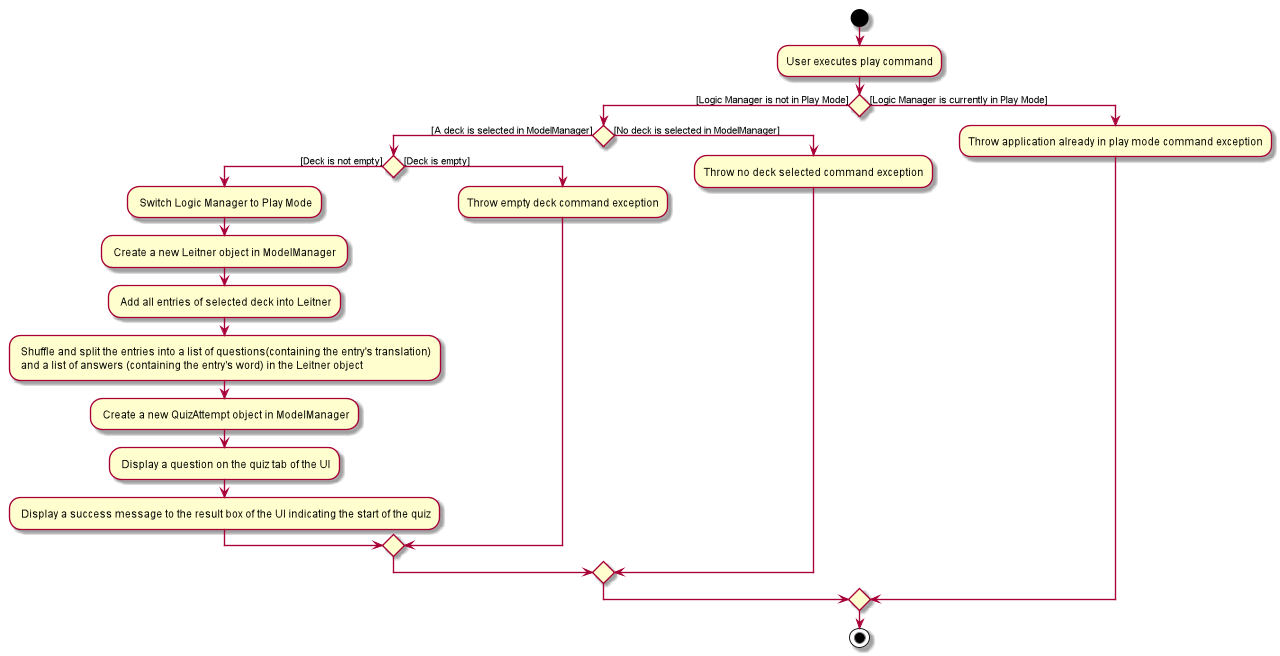 User executes play command
[Logic Manager is not in Play Mode]
[Logic Manager is currently in Play Mode]
[A deck is selected in ModelManager]
[No deck is selected in ModelManager]
Throw application already in play mode command exception
[Deck is not empty]
[Deck is empty]
Throw no deck selected command exception
Switch Logic Manager to Play Mode
Throw empty deck command exception
Create a new Leitner object in ModelManager
Add all entries of selected deck into Leitner
Shuffle and split the entries into a list of questions(containing the entry's translation)
and a list of answers (containing the entry's word) in the Leitner object
Create a new QuizAttempt object in ModelManager
Display a question on the quiz tab of the UI
Display a success message to the result box of the UI indicating the start of the quiz